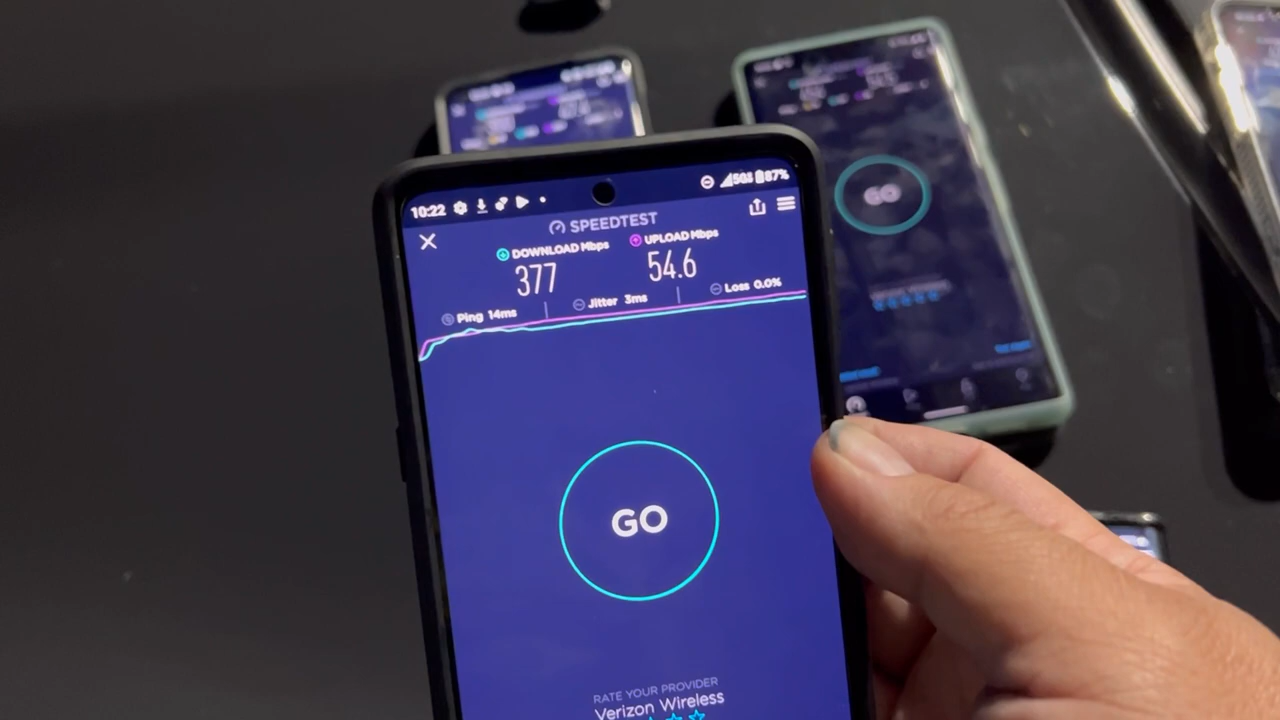 10:22 5G 87%
SPEEDTEST
DOWNLOAD Mbps UPLOAD Mbps
377 54.6
Ping 14ms Jitter 3ms Loss 0.0%
GO
RATE YOUR PROVIDER
Verizon Wireless
GO